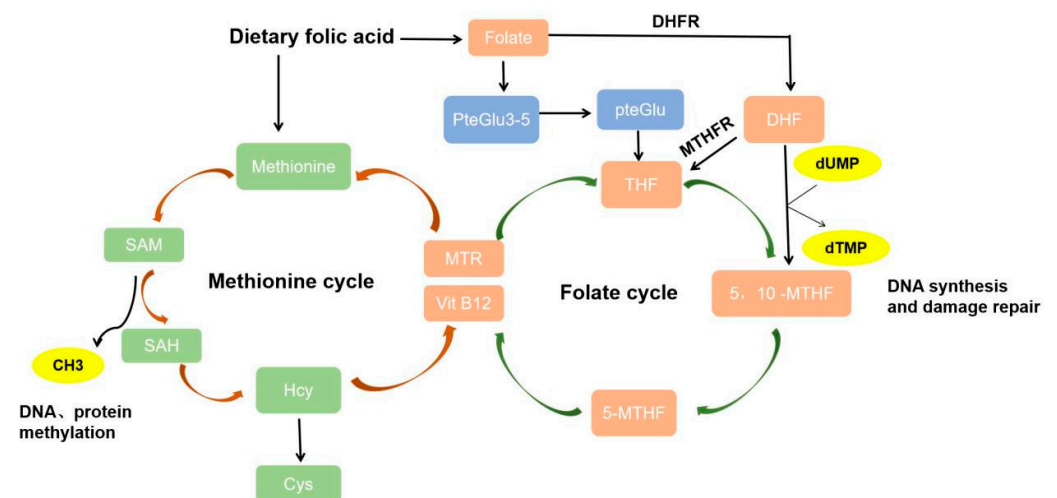 DHFR
Dietary folic acid
Folate
PteGlu3-5
pteGlu
DHF
MTHFR
dUMP
Methionine
THF
SAM
MTR
dTMP
Methionine cycle
Folate cycle
Vit B12
5，10 -MTHF
DNA synthesis
and damage repair
SAH
CH3
Hcy
5-MTHF
DNA、protein
methylation
Cys